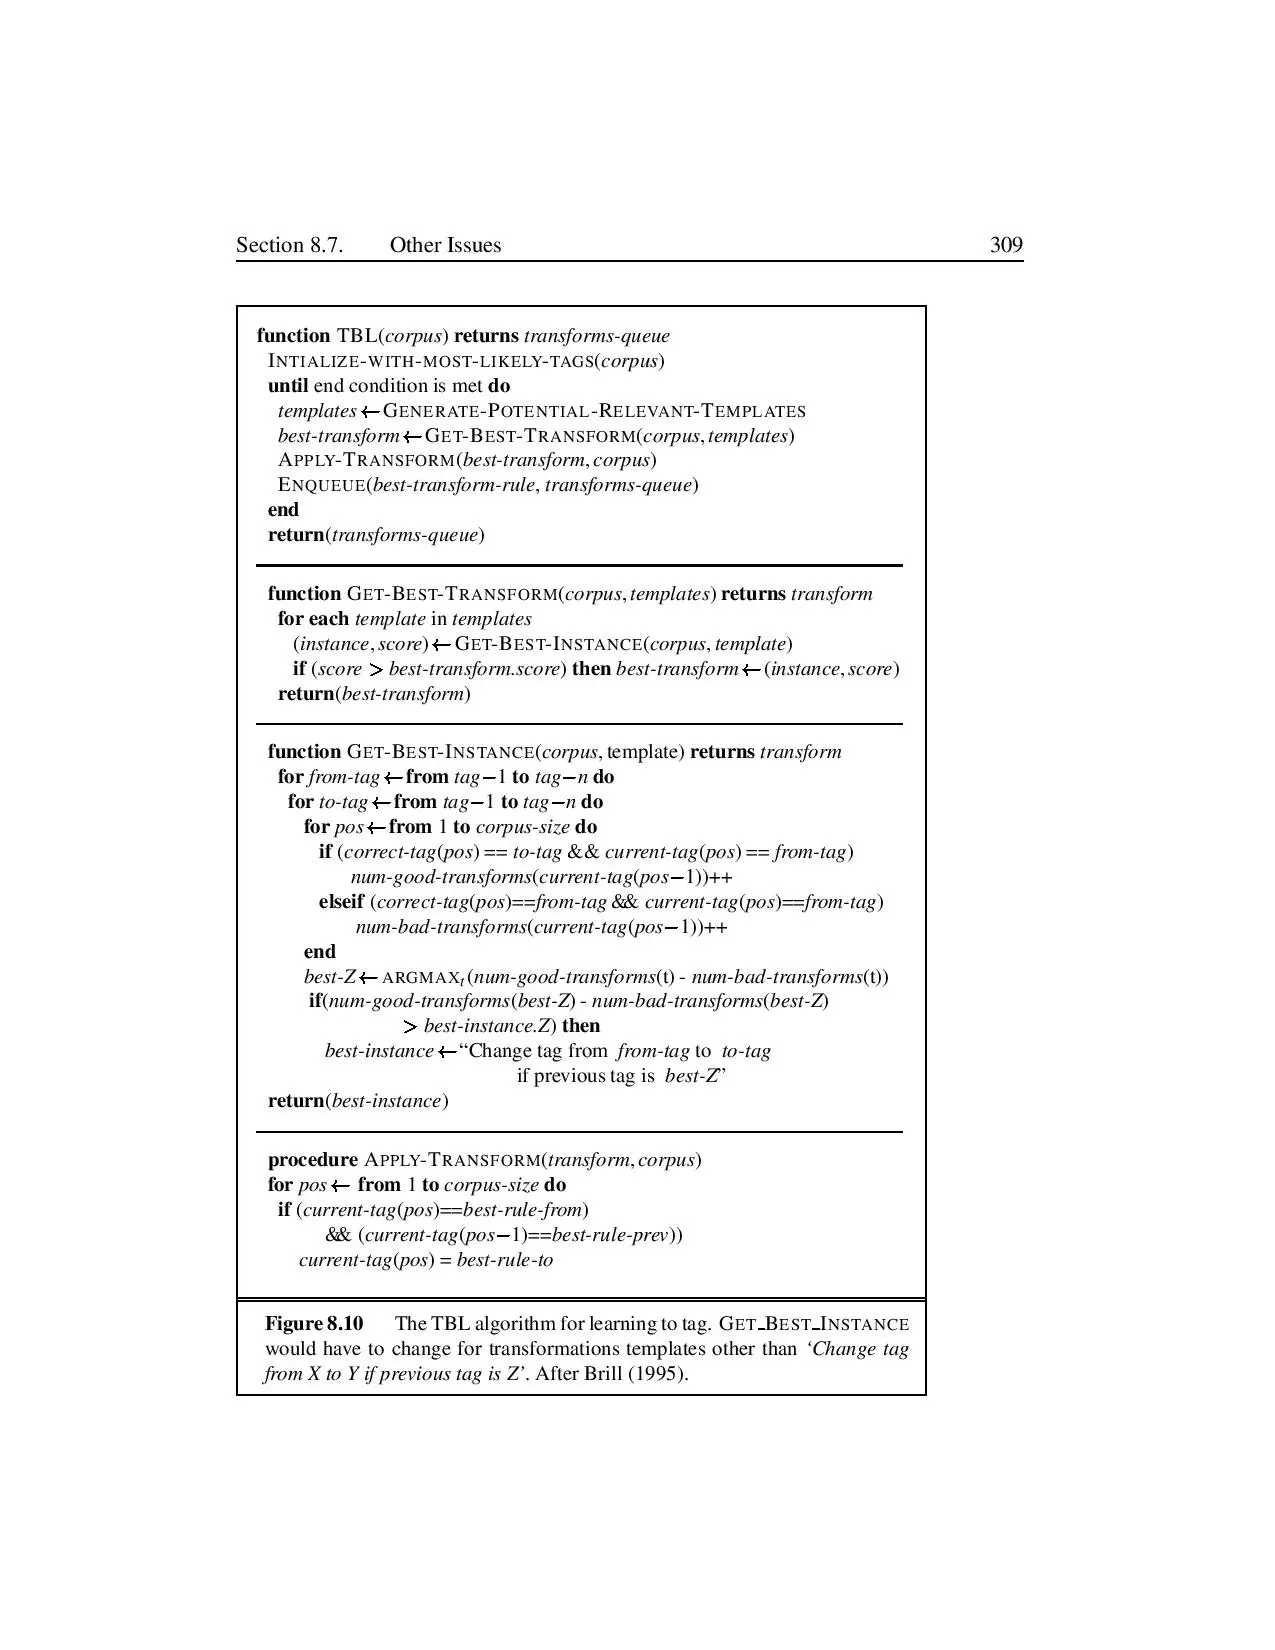 Section 8.7. Other Issues 309
function TBL(corpus) returns transforms-queue
INTIALIZE-WITH-MOST-LIKELY-TAGS(corpus)
until end condition is met do
templates ← GENERATE-POTENTIAL-RELEVANT-TEMPLATES
best-transform ← GET-BEST-TRANSFORM(corpus, templates)
APPLY-TRANSFORM(best-transform, corpus)
ENQUEUE(best-transform-rule, transforms-queue)
end
return(transforms-queue)
function GET-BEST-TRANSFORM(corpus, templates) returns transform
for each template in templates
(instance, score) ← GET-BEST-INSTANCE(corpus, template)
if (score > best-transform.score) then best-transform ← (instance, score)
return(best-transform)
function GET-BEST-INSTANCE(corpus, template) returns transform
for from-tag ← from tag−1 to tag−n do
for to-tag ← from tag−1 to tag−n do
for pos ← from 1 to corpus-size do
if (correct-tag(pos) == to-tag && current-tag(pos) == from-tag)
num-good-transforms(current-tag(pos−1))++
elseif (correct-tag(pos)==from-tag && current-tag(pos)==from-tag)
num-bad-transforms(current-tag(pos−1))++
end
best-Z ← ARGMAXt (num-good-transforms(t) - num-bad-transforms(t))
if(num-good-transforms(best-Z) - num-bad-transforms(best-Z)
> best-instance.Z) then
best-instance ← “Change tag from from-tag to to-tag
if previous tag is best-Z”
return(best-instance)
procedure APPLY-TRANSFORM(transform, corpus)
for pos ← from 1 to corpus-size do
if (current-tag(pos)==best-rule-from)
&& (current-tag(pos−1)==best-rule-prev))
current-tag(pos) = best-rule-to
Figure 8.10 The TBL algorithm for learning to tag. GET_BEST_INSTANCE
would have to change for transformations templates other than ‘Change tag
from X to Y if previous tag is Z’. After Brill (1995).